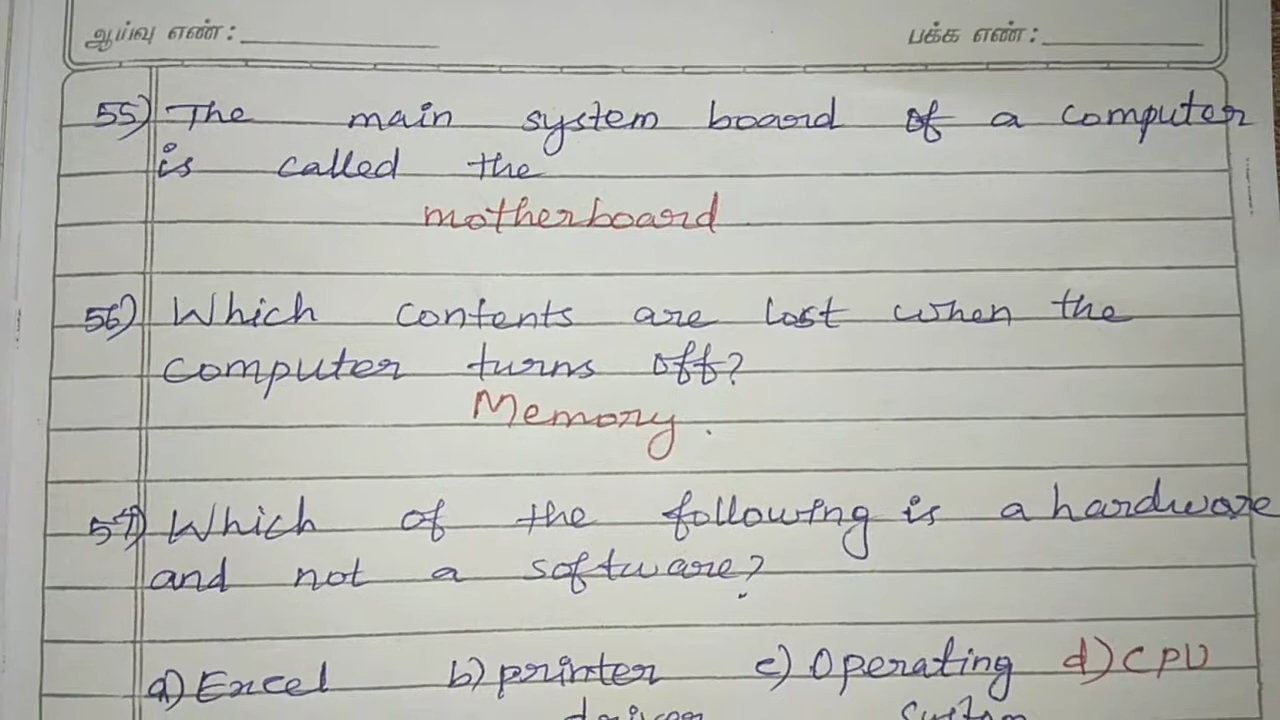 ஆய்வு எண் : பக்க எண் :
55) The main system board of a computer
is called the
motherboard
56) Which contents are lost when the
computer turns off?
Memory.
57) Which of the following is a hardware
and not a software?
a) Excel b) printer c) Operating d) CPU